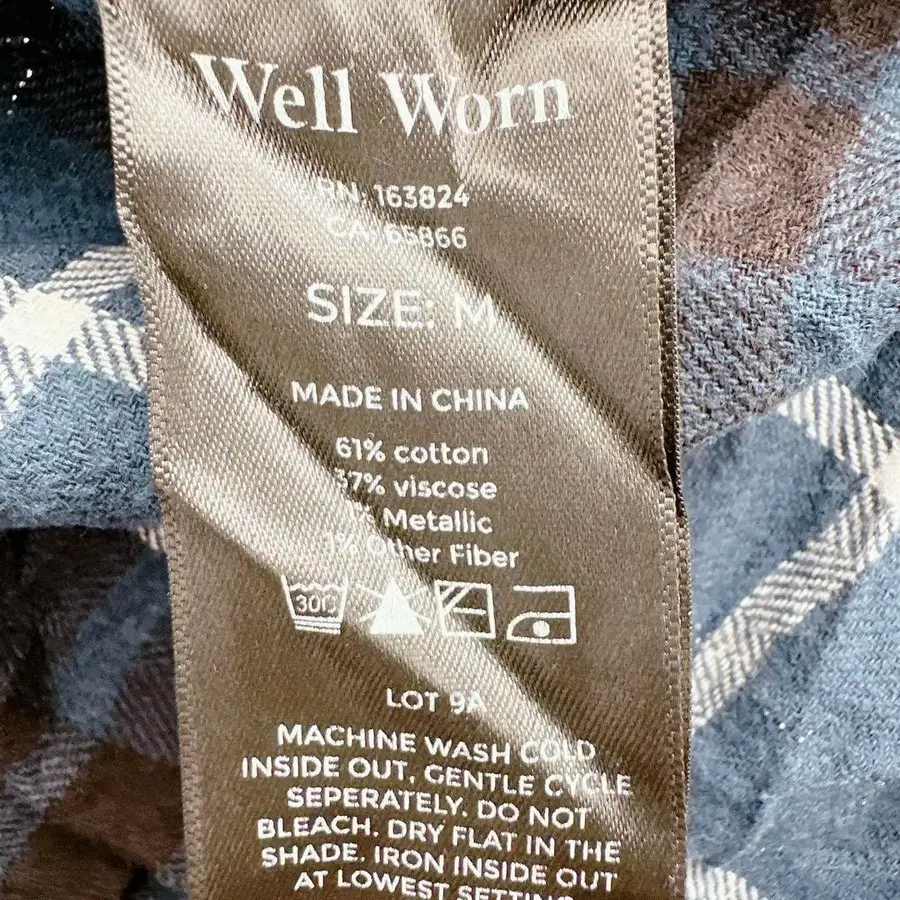 Well Worn
RN. 163824
CA. 65866
SIZE: M
MADE IN CHINA
61% cotton
37% viscose
Metallic
1% Other Fiber
30C
LOT 9A
MACHINE WASH COLD
INSIDE OUT, GENTLE CYCLE
SEPERATELY. DO NOT
BLEACH. DRY FLAT IN THE
SHADE. IRON INSIDE OUT
AT LOWEST SETTING